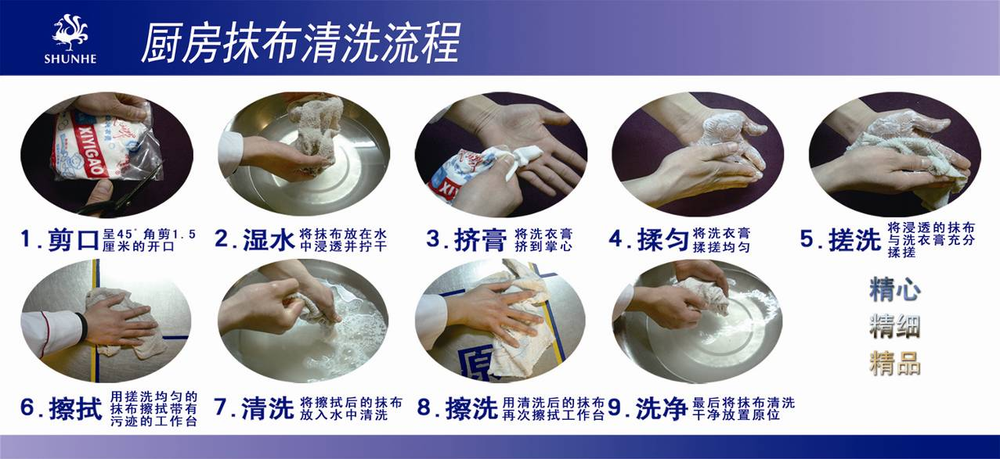 SHUNHE
厨房抹布清洗流程
XIYIGAO
XIY
1.剪口 呈45°角剪1.5
厘米的开口
2.湿水 将抹布放在水
中浸透并拧干
3.挤膏 将洗衣膏
挤到掌心
4.揉匀 将洗衣膏
揉搓均匀
5.搓洗 将浸透的抹布
与洗衣膏充分
揉搓
精心
精细
精品
原
6.擦拭 用搓洗均匀的
抹布擦拭带有
污迹的工作台
7.清洗 将擦拭后的抹布
放入水中清洗
8.擦洗 用清洗后的抹布
再次擦拭工作台
9.洗净 最后将抹布清洗
干净放置原位